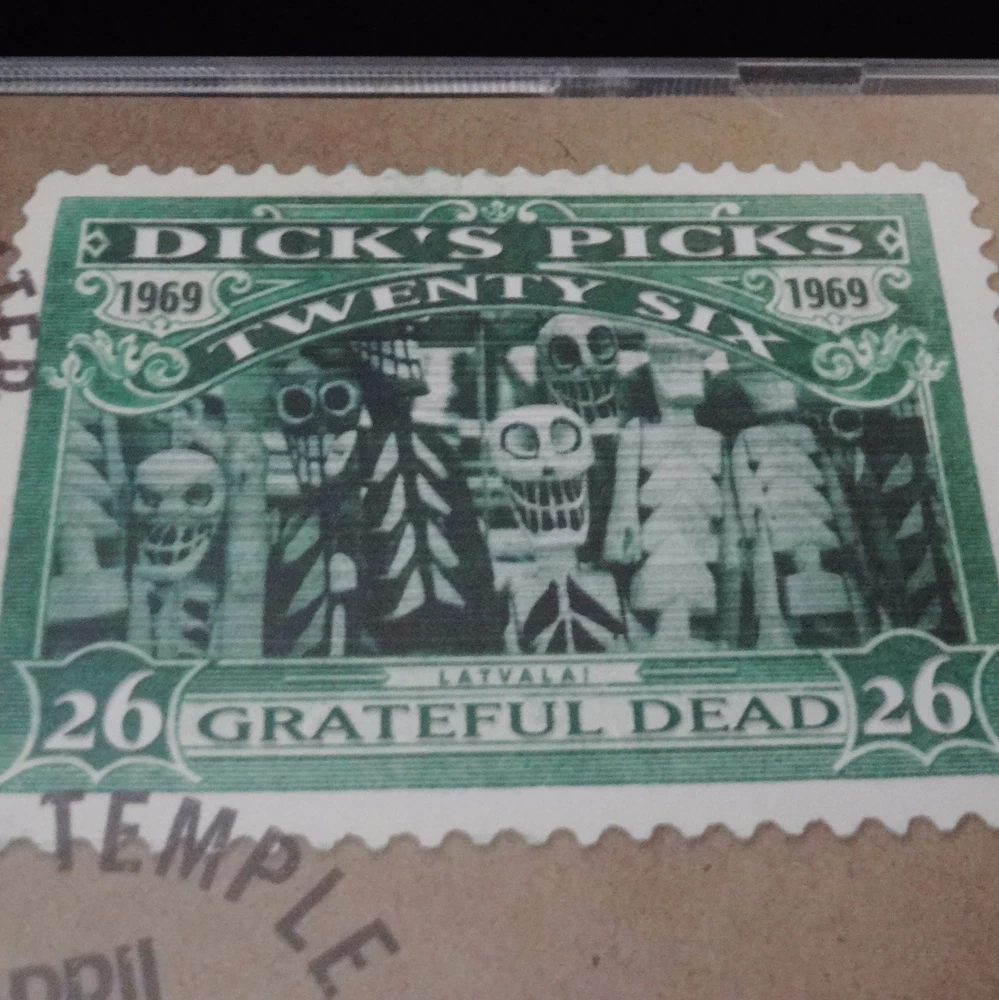 DICK'S PICKS
1969
1969
TWENTY SIX
LATVALA!
26
GRATEFUL DEAD
26
TEMPLE